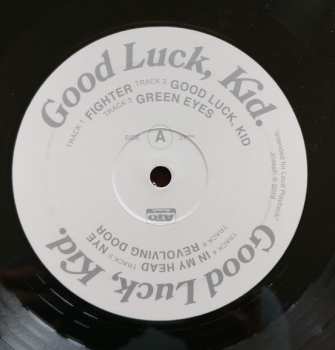 Good Luck, Kid.
TRACK 1 FIGHTER TRACK 2 GOOD LUCK, KID
TRACK 3 GREEN EYES
SIDE A
TRACK 4 IN MY HEAD TRACK 5 NYE
TRACK 6 REVOLVING DOOR
Good Luck, Kid.